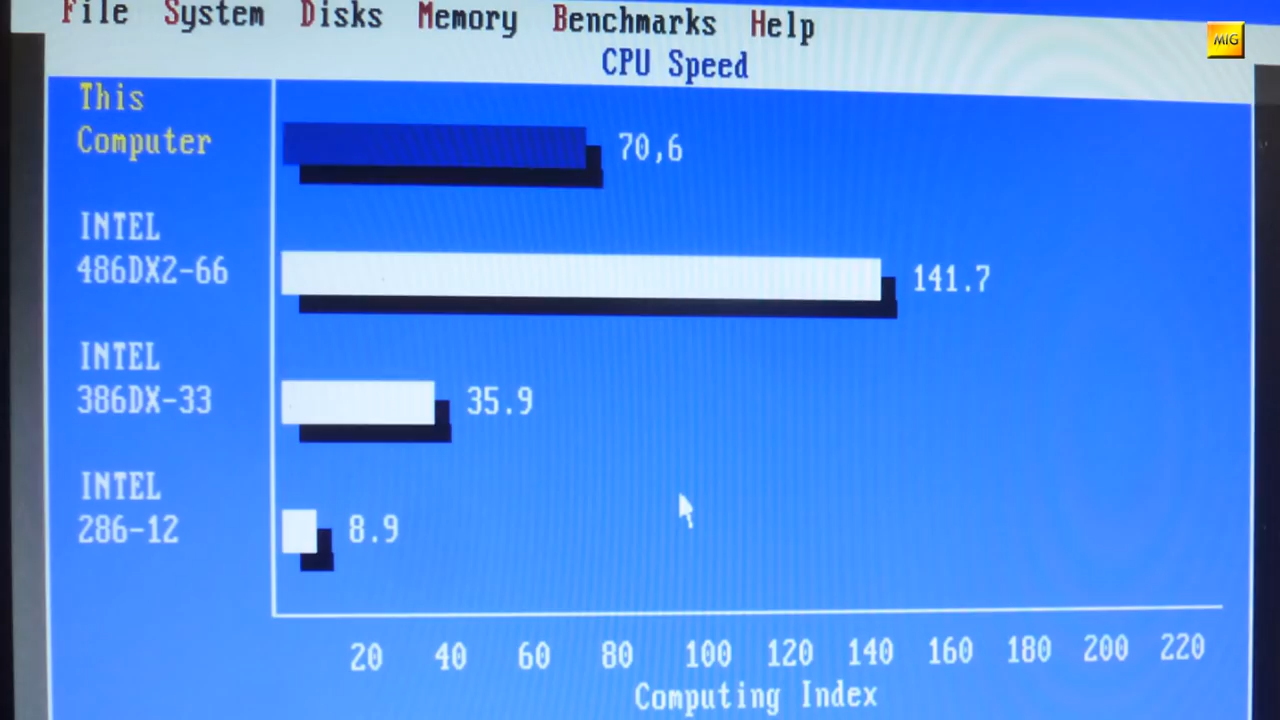 File System Disks Memory Benchmarks Help
MIG
CPU Speed
This
Computer
70,6
INTEL
486DX2-66
141.7
INTEL
386DX-33
35.9
INTEL
286-12
8.9
20 40 60 80 100 120 140 160 180 200 220
Computing Index